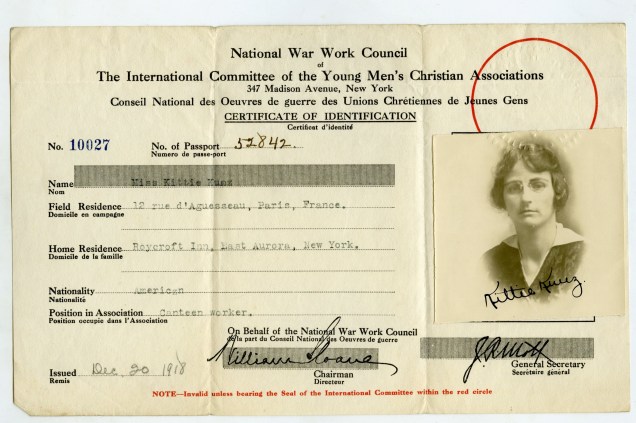 National War Work Council
of
The International Committee of the Young Men's Christian Associations
347 Madison Avenue, New York
Conseil National des Oeuvres de guerre des Unions Chrétiennes de Jeunes Gens
CERTIFICATE OF IDENTIFICATION
Certificat d'identité
No. 10027 No. of Passport 52842.
Numero de passe-port
Name Miss Kittie Kunz
Nom
Field Residence 12 rue d'Aguesseau, Paris, France.
Domicile en campagne
Home Residence Roycroft Inn, East Aurora, New York.
Domicile de la famille
Kittie Kunz.
Nationality American
Nationalité
Position in Association Canteen worker.
Position occupie dans l'Association
On Behalf of the National War Work Council
de la part du Conseil National des Oeuvres de guerre
William Sloane J.R. Mott
Chairman General Secretary
Directeur Secrétaire général
Issued Dec. 20 1918
Remis
NOTE—Invalid unless bearing the Seal of the International Committee within the red circle